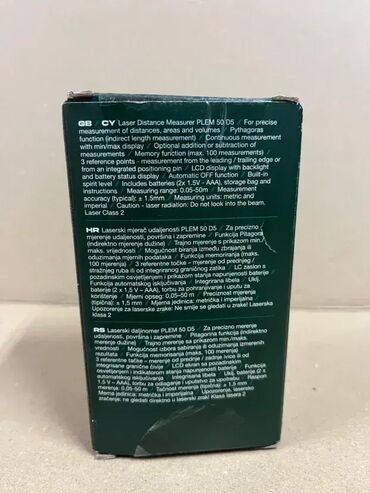 GB / CY Laser Distance Measurer PLEM 50 D5 / For precise
measurement of distances, areas and volumes / Pythagoras
function (indirect length measurement) / Continuous measurement
with min/max display / Optional addition or subtraction of
measurements / Memory function (max. 100 measurements) /
3 reference points - measurement from the leading / trailing edge or
from an integrated positioning pin / LCD display with backlight
and battery status display / Automatic OFF function / Built-in
spirit level / Includes batteries (2x 1.5V - AAA), storage bag and
instructions / Measuring range: 0.05-50m / Measurement
accuracy (typical): ± 1.5mm / Measuring units: metric and
imperial / Caution - laser radiation: Do not look into the beam.
Laser Class 2
HR Laserski mjerač udaljenosti PLEM 50 D5 / Za precizno
mjerenje udaljenosti, površina i zapremine / Funkcija Pitagora
(indirektno mjerenje dužine) / Trajno mjerenje s prikazom min./
maks. vrijednosti / Mogućnost biranja između zbrajanja ili
oduzimanja mjernih podataka / Funkcija memorisanja (maks.
100 mjerenja) / 3 referentne točke – mjerenje od prednjeg /
stražnjeg ruba ili od integriranog graničnog zatika / LC zaslon s
pozadinskim osvjetljenjem i prikazom stanja napunjenosti baterije /
Funkcija automatskog isključivanja / Integrirana libela / Uklj.
baterije (2 x 1,5 V - AAA), torbu za pohranjivanje i uputu za
uporabu / Mjerni opseg: 0,05–50 m / Preciznost mjerenja
(tipična): ± 1,5 mm / Mjerna jedinica: metrička i imperijalna
Upozorenje za lasersko zrake: Ne smije se gledati u zrake! Laserska
klasa 2
RS Laserski daljinomer PLEM 50 D5 / Za precizno merenje
udaljenosti, površina i zapremine / Pitagorina funkcija (indirektno
merenje dužine) / Trajno merenje sa prikazom min./maks.
vrednosti / Mogućnost izbora sabiranja ili oduzimanja izmerenih
rezultata / Funkcija memorisanja (maks. 100 merenja)
3 referentne tačke – merenje od prednje / zadnje ivice ili od
integrisane granične čivije / LCD ekran sa pozadinskim
osvetljenjem i indikatorom stanja napunjenosti baterije / Funkcija
automatskog isključivanja / Integrisana libela / Uklj. baterije (2 x
1,5 V - AAA), torbu za odlaganje i uputstvo za upotrebu / Raspon
merenja: 0,05-50 m / Tačnost merenja (tipična): ± 1,5 mm
Merna jedinica: metrička i imperijalna / Upozorenje, lasersko
zračenje: ne gledati direktno u laserski zrak! Klasa lasera 2